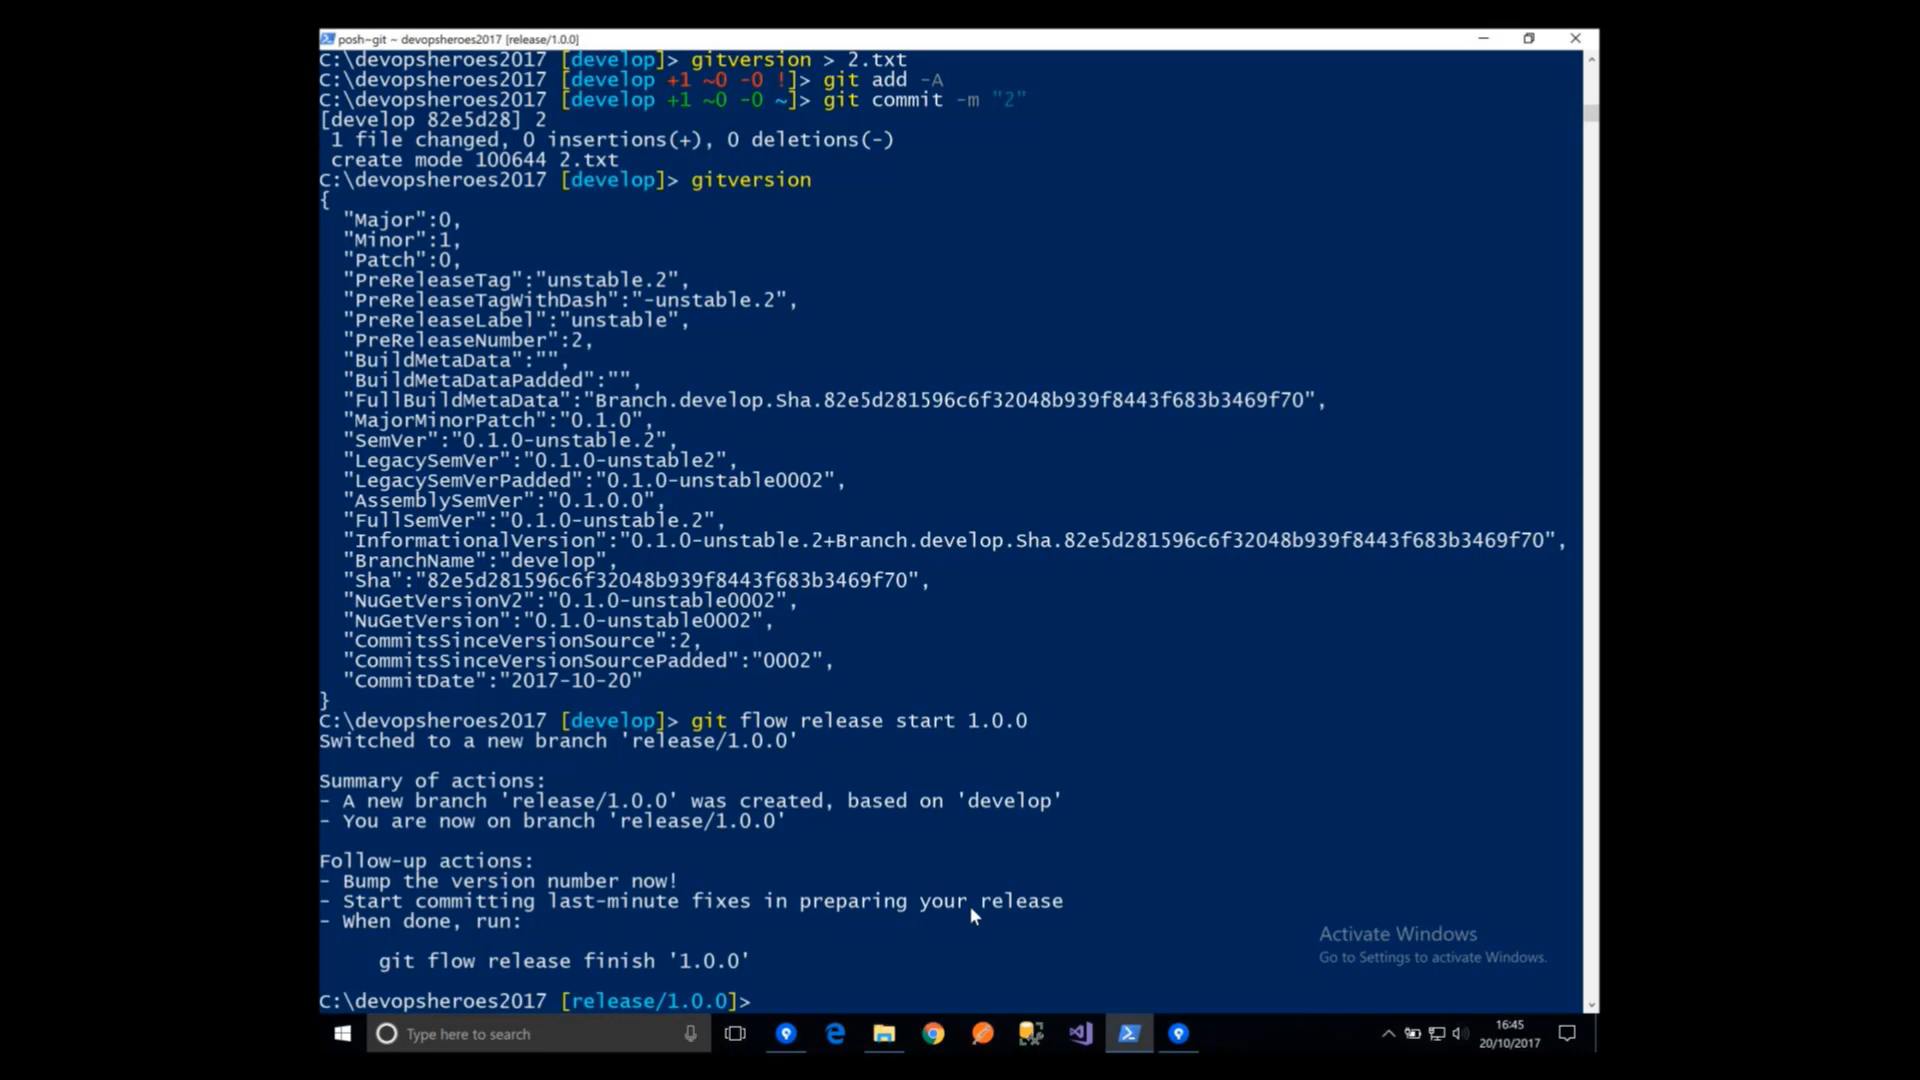 posh~git ~ devopsheroes2017 [release/1.0.0]
C:\devopsheroes2017 [develop]> gitversion > 2.txt
C:\devopsheroes2017 [develop +1 ~0 -0 !]> git add -A
C:\devopsheroes2017 [develop +1 ~0 -0 ~]> git commit -m "2"
[develop 82e5d28] 2
 1 file changed, 0 insertions(+), 0 deletions(-)
 create mode 100644 2.txt
C:\devopsheroes2017 [develop]> gitversion
{
  "Major":0,
  "Minor":1,
  "Patch":0,
  "PreReleaseTag":"unstable.2",
  "PreReleaseTagWithDash":"-unstable.2",
  "PreReleaseLabel":"unstable",
  "PreReleaseNumber":2,
  "BuildMetaData":"",
  "BuildMetaDataPadded":"",
  "FullBuildMetaData":"Branch.develop.Sha.82e5d281596c6f32048b939f8443f683b3469f70",
  "MajorMinorPatch":"0.1.0",
  "SemVer":"0.1.0-unstable.2",
  "LegacySemVer":"0.1.0-unstable2",
  "LegacySemVerPadded":"0.1.0-unstable0002",
  "AssemblySemVer":"0.1.0.0",
  "FullSemVer":"0.1.0-unstable.2",
  "InformationalVersion":"0.1.0-unstable.2+Branch.develop.Sha.82e5d281596c6f32048b939f8443f683b3469f70",
  "BranchName":"develop",
  "Sha":"82e5d281596c6f32048b939f8443f683b3469f70",
  "NuGetVersionV2":"0.1.0-unstable0002",
  "NuGetVersion":"0.1.0-unstable0002",
  "CommitsSinceVersionSource":2,
  "CommitsSinceVersionSourcePadded":"0002",
  "CommitDate":"2017-10-20"
}
C:\devopsheroes2017 [develop]> git flow release start 1.0.0
Switched to a new branch 'release/1.0.0'
Summary of actions:
- A new branch 'release/1.0.0' was created, based on 'develop'
- You are now on branch 'release/1.0.0'
Follow-up actions:
- Bump the version number now!
- Start committing last-minute fixes in preparing your release
- When done, run:
     git flow release finish '1.0.0'
C:\devopsheroes2017 [release/1.0.0]>
Activate Windows
Go to Settings to activate Windows.
Type here to search
16:45
20/10/2017